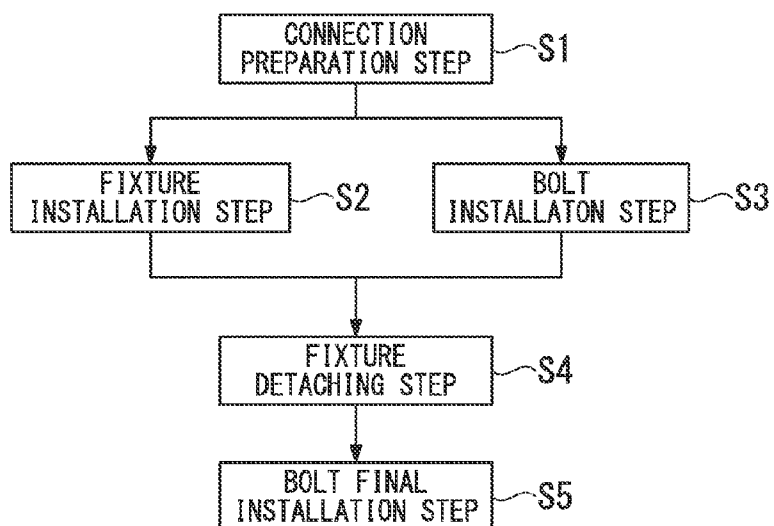 CONNECTION
PREPARATION STEP
S1
FIXTURE
INSTALLATION STEP
S2
BOLT
INSTALLATON STEP
S3
FIXTURE
DETACHING STEP
S4
BOLT FINAL
INSTALLATION STEP
S5